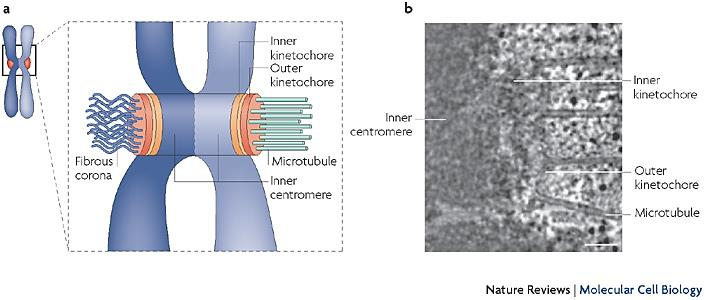 a
Inner
kinetochore
Outer
kinetochore
Fibrous
corona
Microtubule
Inner
centromere
b
Inner
kinetochore
Inner
centromere
Outer
kinetochore
Microtubule
Nature Reviews | Molecular Cell Biology